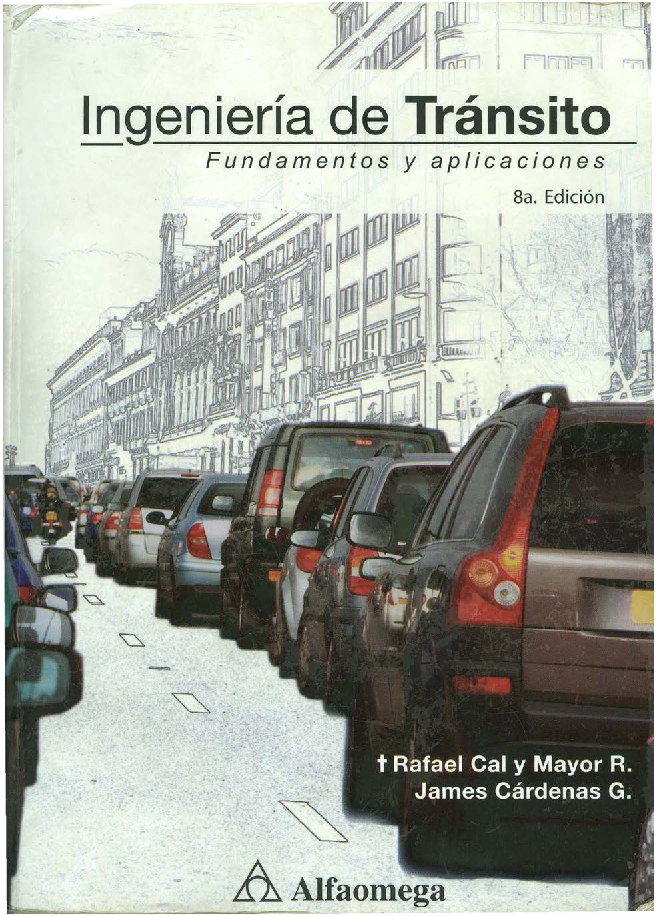 Ingeniería de Tránsito
Fundamentos y aplicaciones
8a. Edición
† Rafael Cal y Mayor R.
James Cárdenas G.
Alfaomega